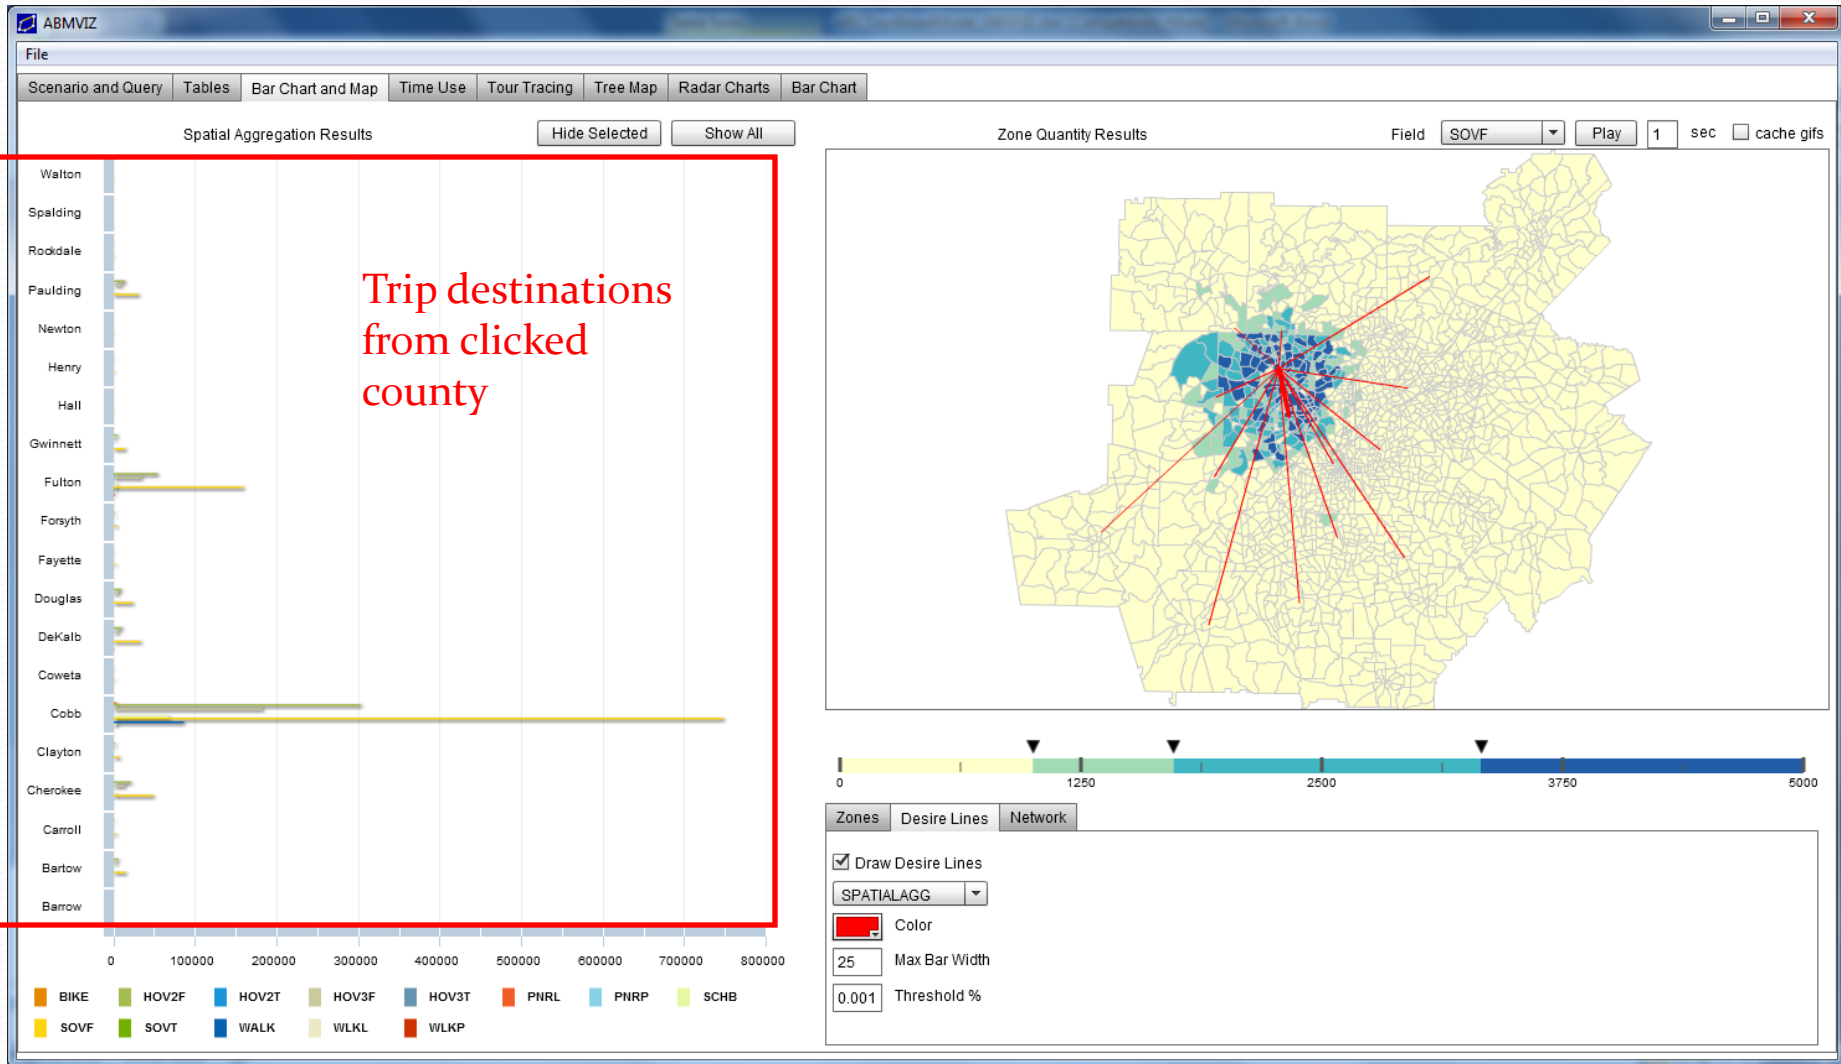 ABMVIZ
File
Scenario and Query Tables Bar Chart and Map Time Use Tour Tracing Tree Map Radar Charts Bar Chart
Spatial Aggregation Results Hide Selected Show All
Zone Quantity Results Field SOVF Play 1 sec cache gifs
Walton
Spalding
Rockdale
Paulding
Newton
Henry
Hall
Gwinnett
Fulton
Forsyth
Fayette
Douglas
DeKalb
Coweta
Cobb
Clayton
Cherokee
Carroll
Bartow
Barrow
Trip destinations
from clicked
county
0 100000 200000 300000 400000 500000 600000 700000 800000
BIKE HOV2F HOV2T HOV3F HOV3T PNRL PNRP SCHB
SOVF SOVT WALK WLKL WLKP
0 1250 2500 3750 5000
Zones Desire Lines Network
Draw Desire Lines
SPATIALAGG
Color
25 Max Bar Width
0.001 Threshold %